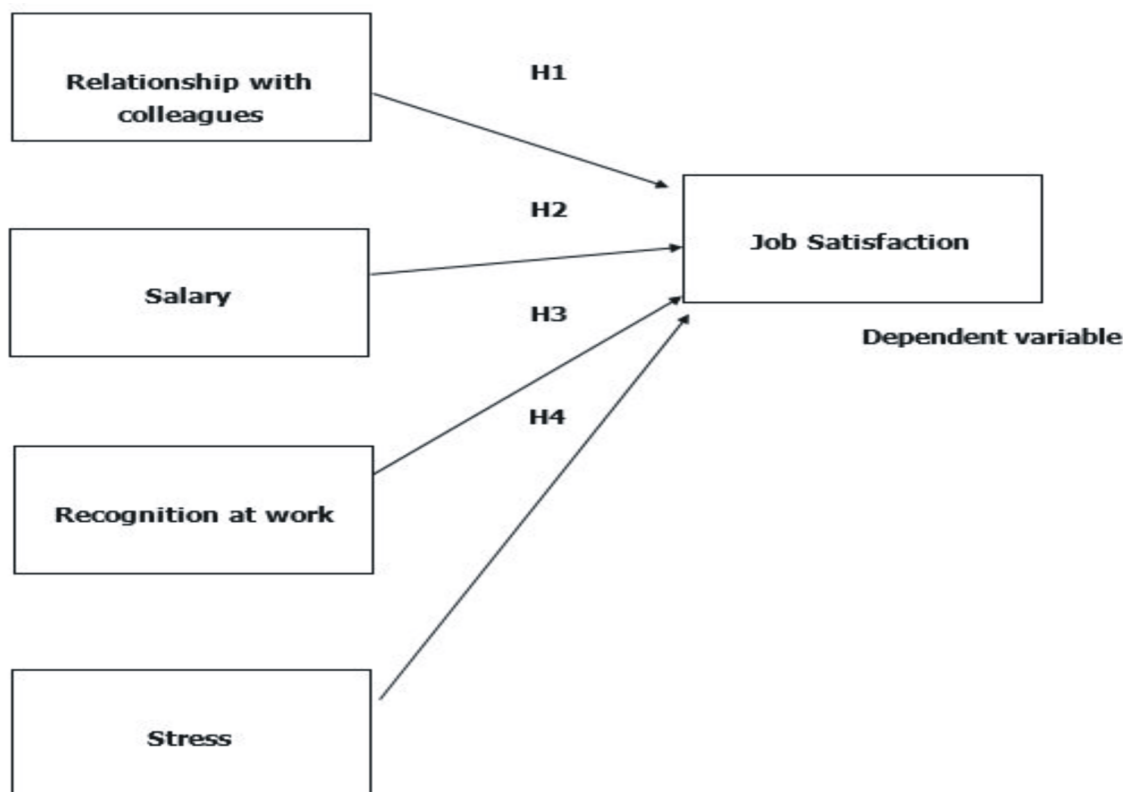 Relationship with
colleagues
H1
H2
Job Satisfaction
Salary
H3
Dependent variable
H4
Recognition at work
Stress